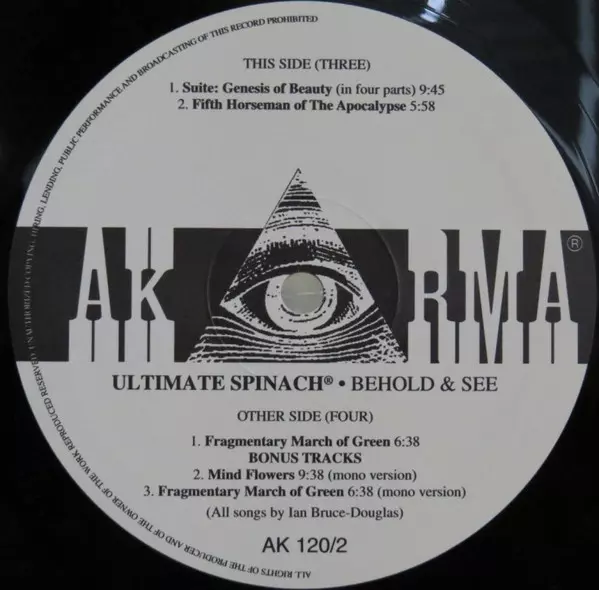 THIS SIDE (THREE)
1. Suite: Genesis of Beauty (in four parts) 9:45
2. Fifth Horseman of The Apocalypse 5:58
AK RMA ®
ULTIMATE SPINACH® • BEHOLD & SEE
OTHER SIDE (FOUR)
1. Fragmentary March of Green 6:38
BONUS TRACKS
2. Mind Flowers 9:38 (mono version)
3. Fragmentary March of Green 6:38 (mono version)
(All songs by Ian Bruce-Douglas)
AK 120/2
ALL RIGHTS OF THE PRODUCER AND OF THE OWNER OF THE WORK REPRODUCED RESERVED. UNAUTHORIZED COPYING, HIRING, LENDING, PUBLIC PERFORMANCE AND BROADCASTING OF THIS RECORD PROHIBITED